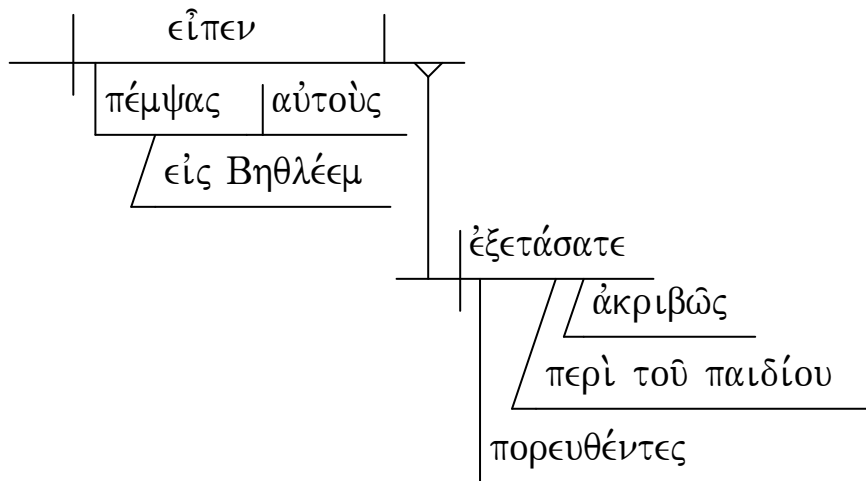 εἶπεν
πέμψας αὐτοὺς
εἰς Βηθλέεμ
ἐξετάσατε
ἀκριβῶς
περὶ τοῦ παιδίου
πορευθέντες